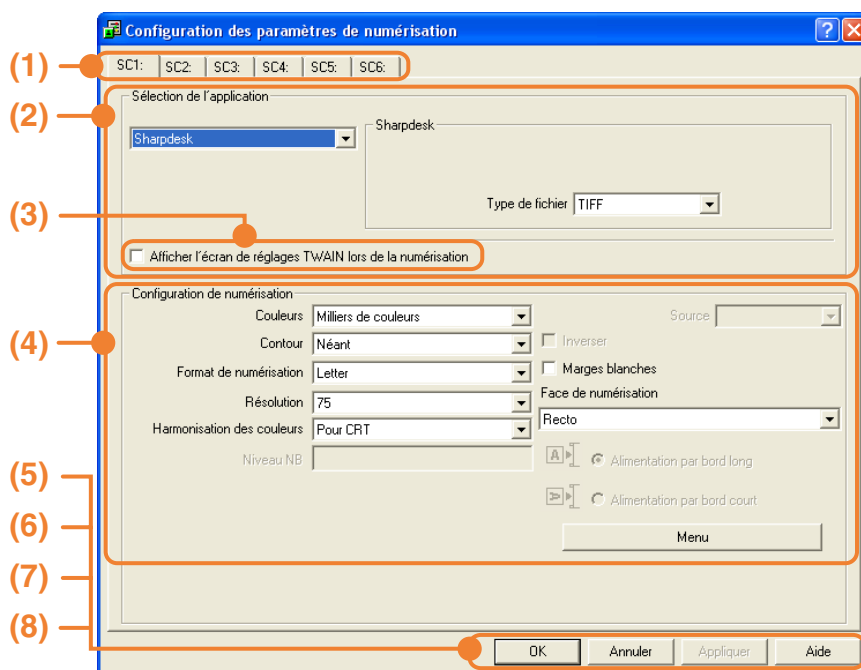 Configuration des paramètres de numérisation
(1)
SC1: SC2: SC3: SC4: SC5: SC6:
(2)
Sélection de l'application
Sharpdesk
Sharpdesk
Type de fichier TIFF
(3)
Afficher l'écran de réglages TWAIN lors de la numérisation
(4)
Configuration de numérisation
Couleurs Milliers de couleurs
Source
Contour Néant
Inverser
Format de numérisation Letter
Marges blanches
Résolution 75
Face de numérisation
Recto
Harmonisation des couleurs Pour CRT
Niveau NB
A Alimentation par bord long
A Alimentation par bord court
Menu
(5)
(6)
(7)
(8)
OK Annuler Appliquer Aide